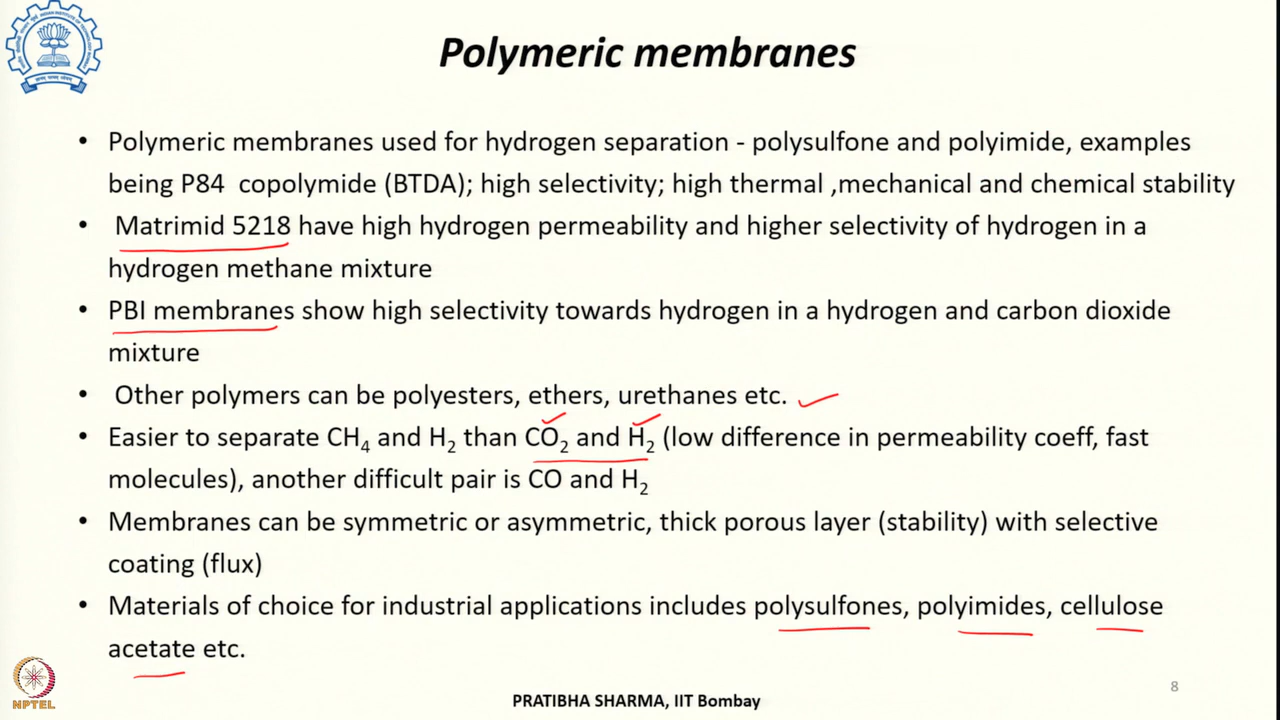 Polymeric membranes
• Polymeric membranes used for hydrogen separation - polysulfone and polyimide, examples
being P84 copolymide (BTDA); high selectivity; high thermal ,mechanical and chemical stability
• Matrimid 5218 have high hydrogen permeability and higher selectivity of hydrogen in a
hydrogen methane mixture
• PBI membranes show high selectivity towards hydrogen in a hydrogen and carbon dioxide
mixture
• Other polymers can be polyesters, ethers, urethanes etc.
• Easier to separate CH₄ and H₂ than CO₂ and H₂ (low difference in permeability coeff, fast
molecules), another difficult pair is CO and H₂
• Membranes can be symmetric or asymmetric, thick porous layer (stability) with selective
coating (flux)
• Materials of choice for industrial applications includes polysulfones, polyimides, cellulose
acetate etc.
NPTEL
PRATIBHA SHARMA, IIT Bombay
8